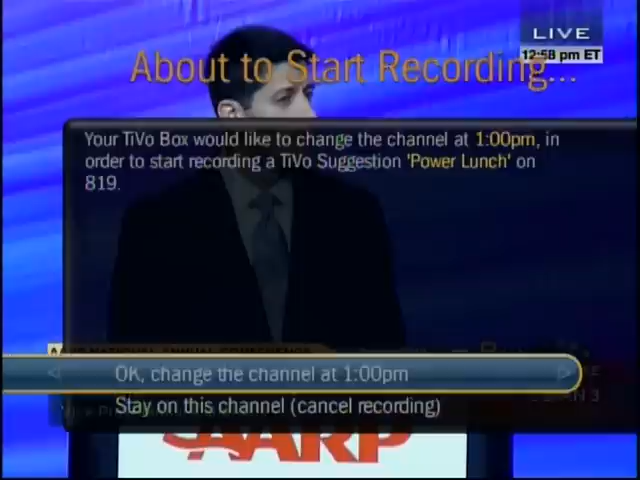 LIVE
12:58 pm ET
About to Start Recording...
Your TiVo Box would like to change the channel at 1:00pm, in
order to start recording a TiVo Suggestion 'Power Lunch' on
819.
OK, change the channel at 1:00pm
Stay on this channel (cancel recording)
AARP